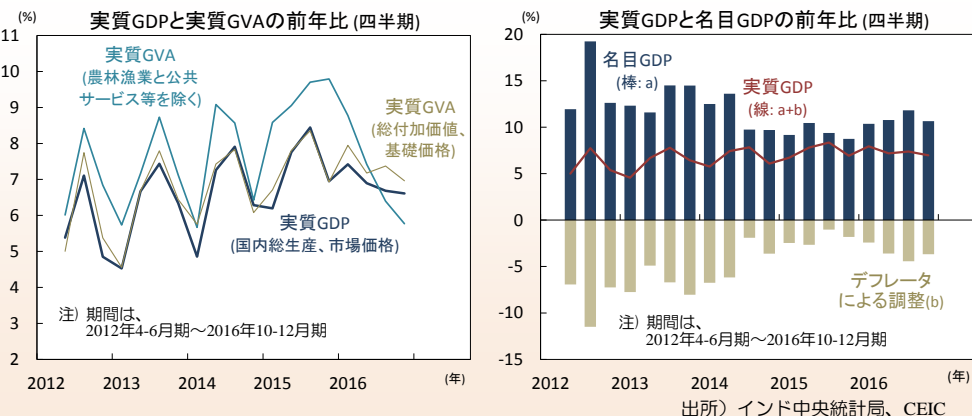 実質GDPと実質GVAの前年比 (四半期)
(%)
11
10
9
8
7
6
5
4
3
2
実質GVA
(農林漁業と公共
サービス等を除く)
実質GVA
(総付加価値、
基礎価格)
実質GDP
(国内総生産、市場価格)
注) 期間は、
2012年4-6月期～2016年10-12月期
2012 2013 2014 2015 2016 (年)
実質GDPと名目GDPの前年比 (四半期)
(%)
20
15
10
5
0
-5
-10
-15
名目GDP
(棒: a)
実質GDP
(線: a+b)
デフレータ
による調整(b)
注) 期間は、
2012年4-6月期～2016年10-12月期
2012 2013 2014 2015 2016 (年)
出所）インド中央統計局、CEIC